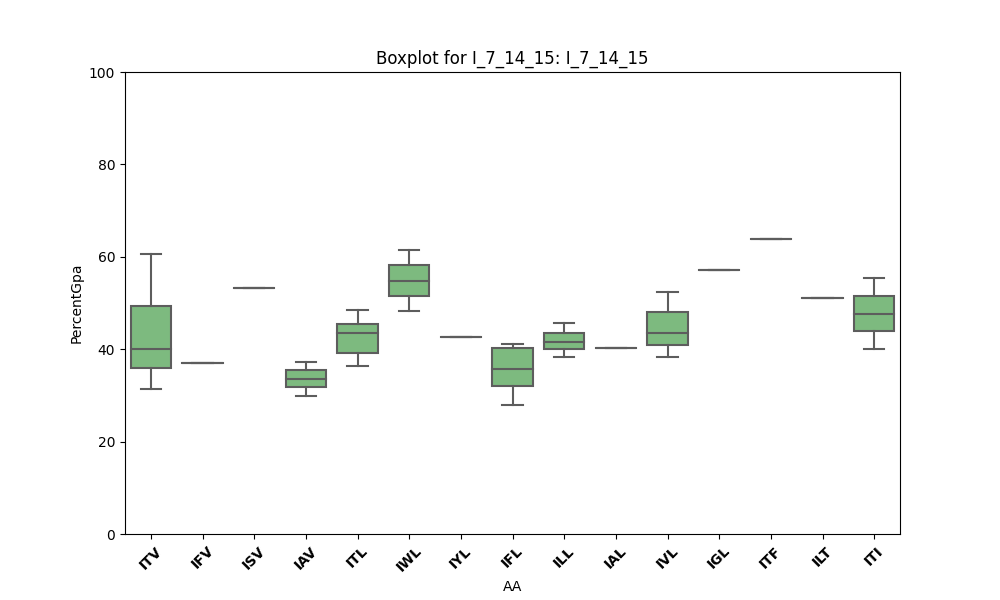 Boxplot for I_7_14_15: I_7_14_15
100
80
60
40
20
0
PercentGpa
ITV IFV ISV IAV ITL IWL IYL IFL ILL IAL IVL IGL ITF ILT ITI
AA